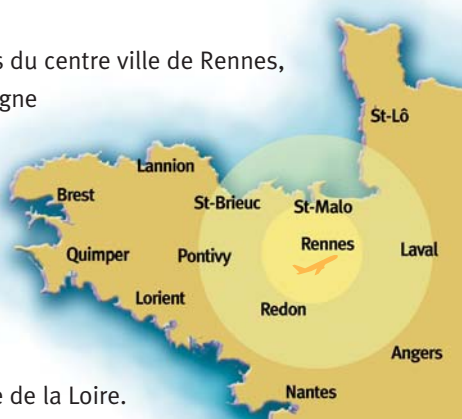 s du centre ville de Rennes,
gne
St-Lô
Lannion
Brest
St-Brieuc
St-Malo
Rennes
Quimper
Pontivy
Laval
Lorient
Redon
Angers
Nantes
e de la Loire.